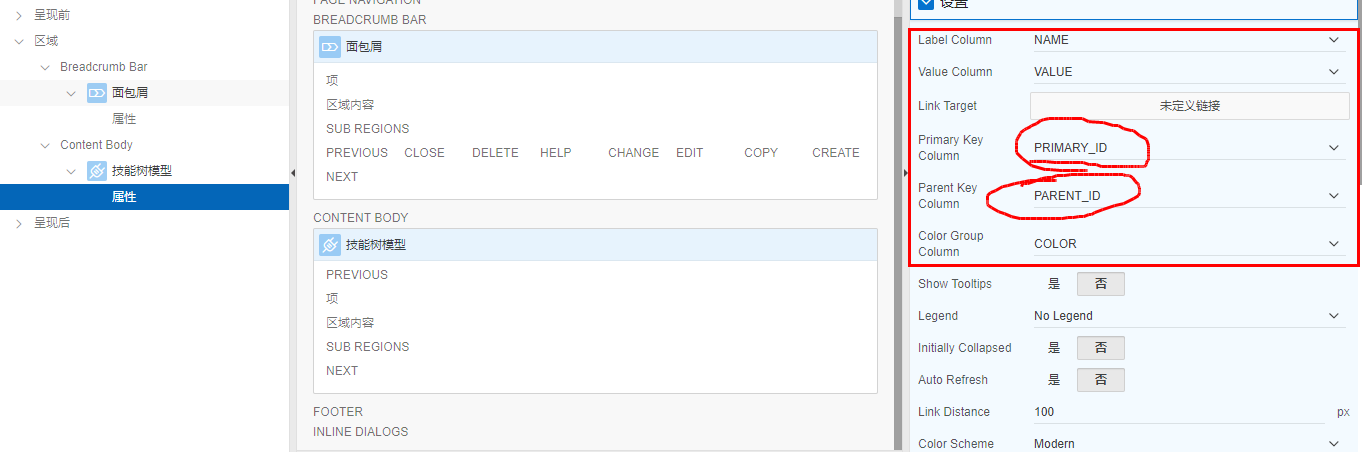 呈现前
区域
Breadcrumb Bar
面包屑
属性
Content Body
技能树模型
属性
呈现后
PAGE NAVIGATION
BREADCRUMB BAR
面包屑
项
区域内容
SUB REGIONS
PREVIOUS CLOSE DELETE HELP CHANGE EDIT COPY CREATE
NEXT
CONTENT BODY
技能树模型
PREVIOUS
项
区域内容
SUB REGIONS
NEXT
FOOTER
INLINE DIALOGS
设置
Label Column NAME
Value Column VALUE
Link Target 未定义链接
Primary Key
Column PRIMARY_ID
Parent Key
Column PARENT_ID
Color Group
Column COLOR
Show Tooltips 是 否
Legend No Legend
Initially Collapsed 是 否
Auto Refresh 是 否
Link Distance 100 px
Color Scheme Modern